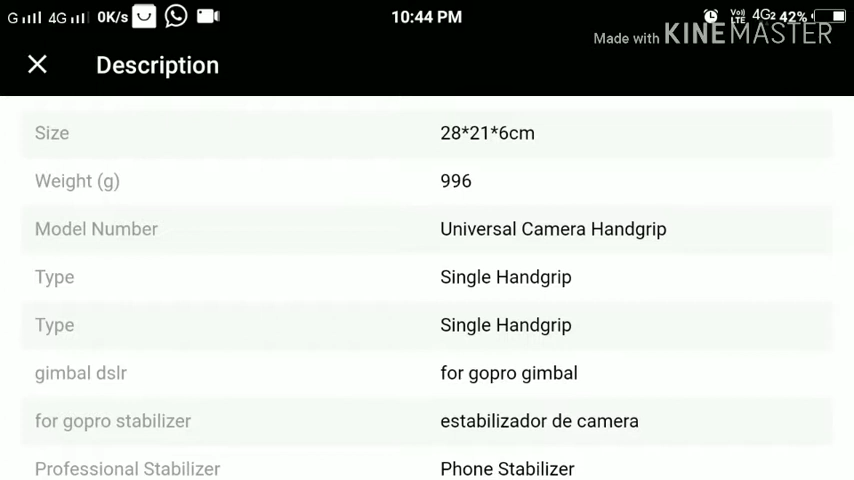 G 4G 0K/s 10:44 PM VoLTE 4G2 42%
Made with KINEMASTER
Description
Size 28*21*6cm
Weight (g) 996
Model Number Universal Camera Handgrip
Type Single Handgrip
Type Single Handgrip
gimbal dslr for gopro gimbal
for gopro stabilizer estabilizador de camera
Professional Stabilizer Phone Stabilizer